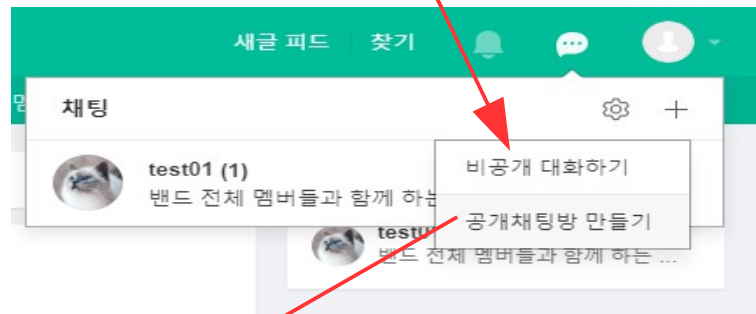 새글 피드 찾기
채팅
test01 (1)
밴드 전체 멤버들과 함께 하는
비공개 대화하기
공개채팅방 만들기
밴드 전체 멤버들과 함께 하는 ...